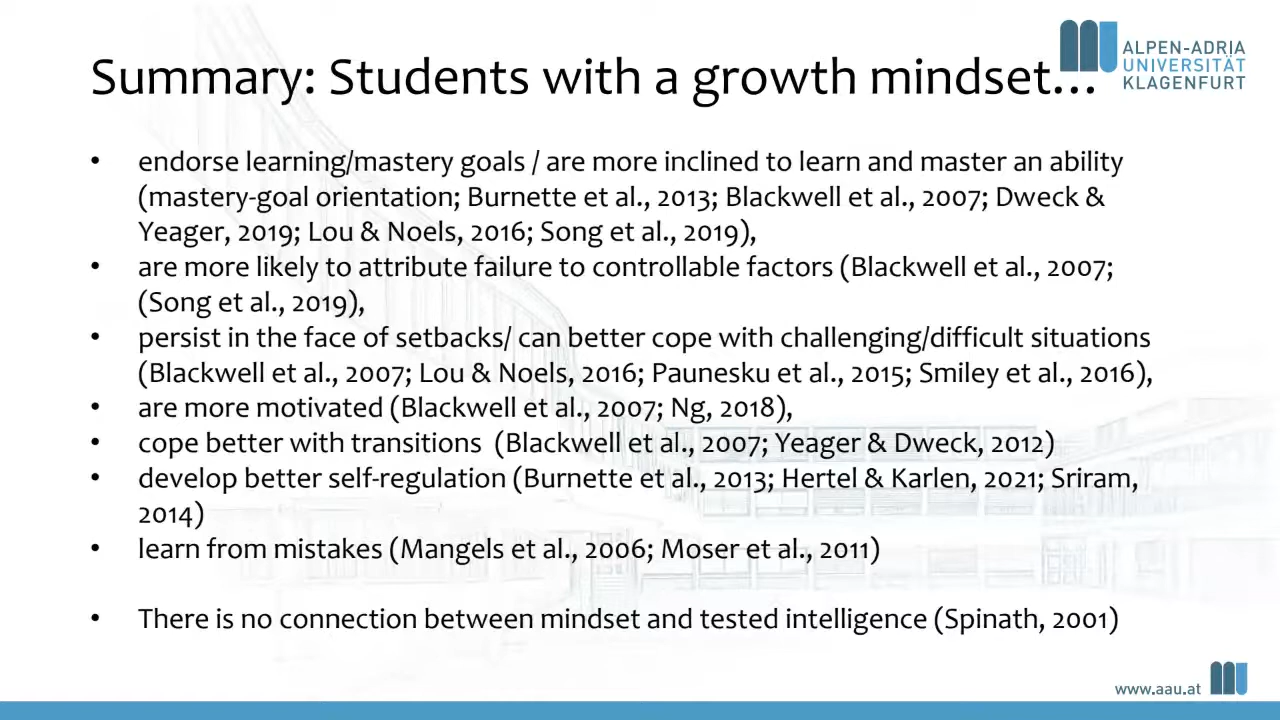 Summary: Students with a growth mindset...
ALPEN-ADRIA
UNIVERSITÄT
KLAGENFURT
• endorse learning/mastery goals / are more inclined to learn and master an ability
(mastery-goal orientation; Burnette et al., 2013; Blackwell et al., 2007; Dweck &
Yeager, 2019; Lou & Noels, 2016; Song et al., 2019),
• are more likely to attribute failure to controllable factors (Blackwell et al., 2007;
(Song et al., 2019),
• persist in the face of setbacks/ can better cope with challenging/difficult situations
(Blackwell et al., 2007; Lou & Noels, 2016; Paunesku et al., 2015; Smiley et al., 2016),
• are more motivated (Blackwell et al., 2007; Ng, 2018),
• cope better with transitions (Blackwell et al., 2007; Yeager & Dweck, 2012)
• develop better self-regulation (Burnette et al., 2013; Hertel & Karlen, 2021; Sriram,
2014)
• learn from mistakes (Mangels et al., 2006; Moser et al., 2011)
• There is no connection between mindset and tested intelligence (Spinath, 2001)
www.aau.at